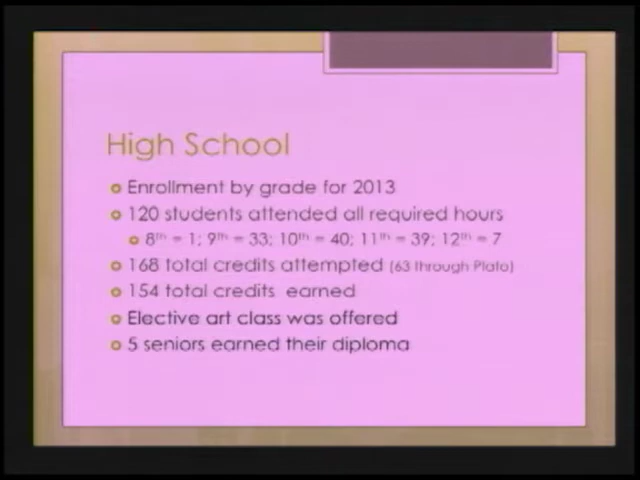 High School
Enrollment by grade for 2013
120 students attended all required hours
8th = 1; 9th = 33; 10th = 40; 11th = 39; 12th = 7
168 total credits attempted (63 through Plato)
154 total credits earned
Elective art class was offered
5 seniors earned their diploma